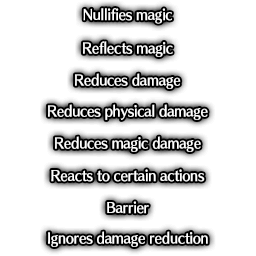 Nullifies magic
Reflects magic
Reduces damage
Reduces physical damage
Reduces magic damage
Reacts to certain actions
Barrier
Ignores damage reduction